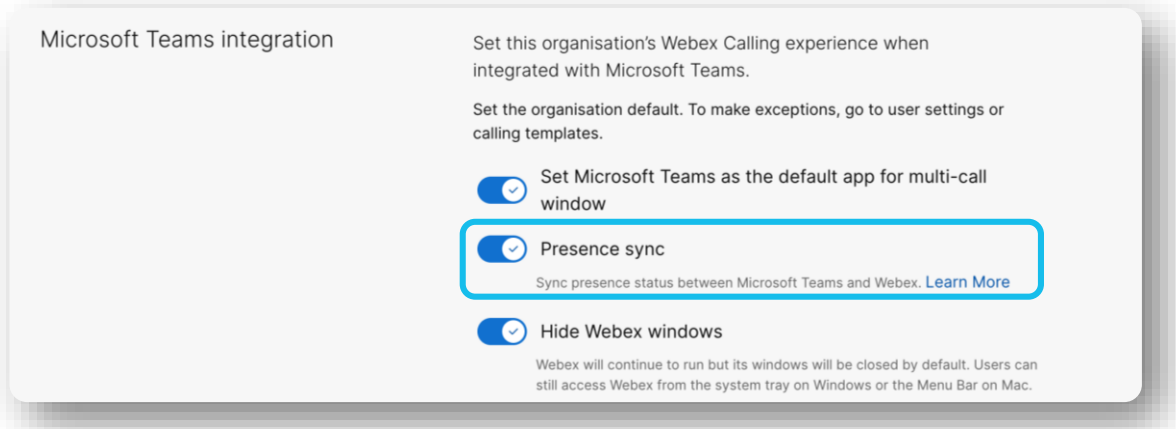 Microsoft Teams integration
Set this organisation's Webex Calling experience when
integrated with Microsoft Teams.
Set the organisation default. To make exceptions, go to user settings or
calling templates.
Set Microsoft Teams as the default app for multi-call
window
Presence sync
Sync presence status between Microsoft Teams and Webex. Learn More
Hide Webex windows
Webex will continue to run but its windows will be closed by default. Users can
still access Webex from the system tray on Windows or the Menu Bar on Mac.